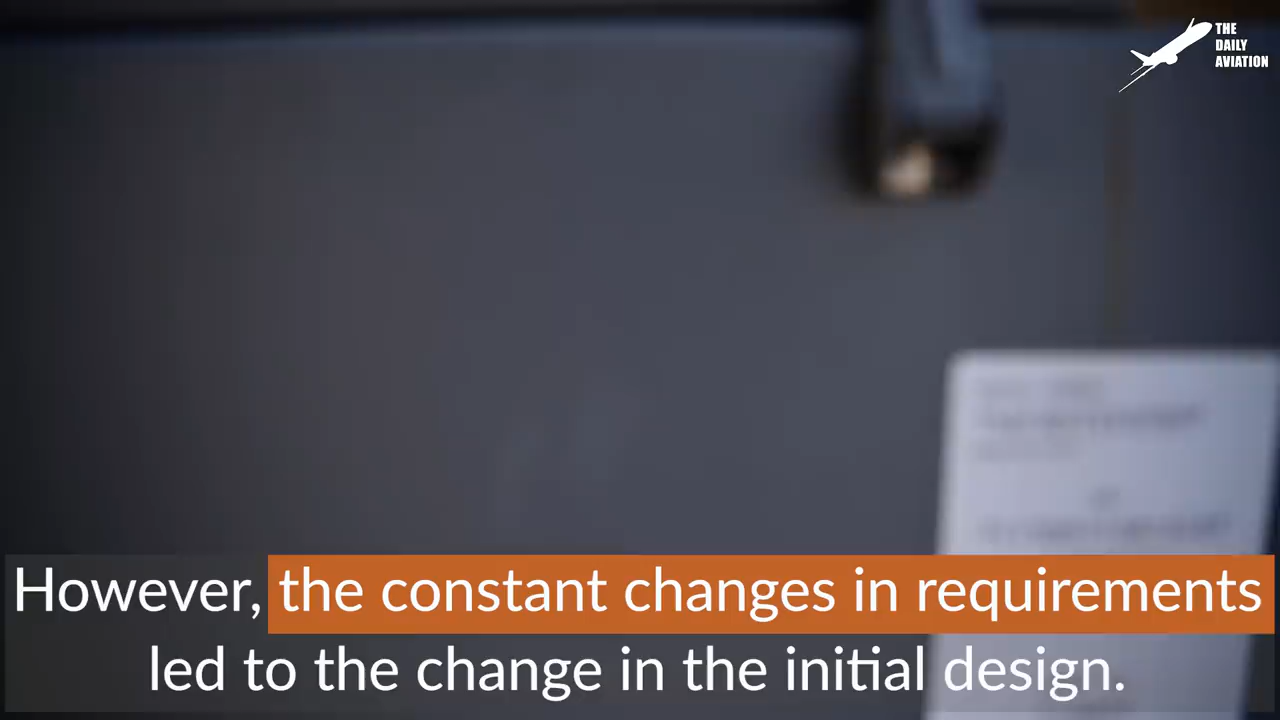 THE
DAILY
AVIATION
However, the constant changes in requirements
led to the change in the initial design.